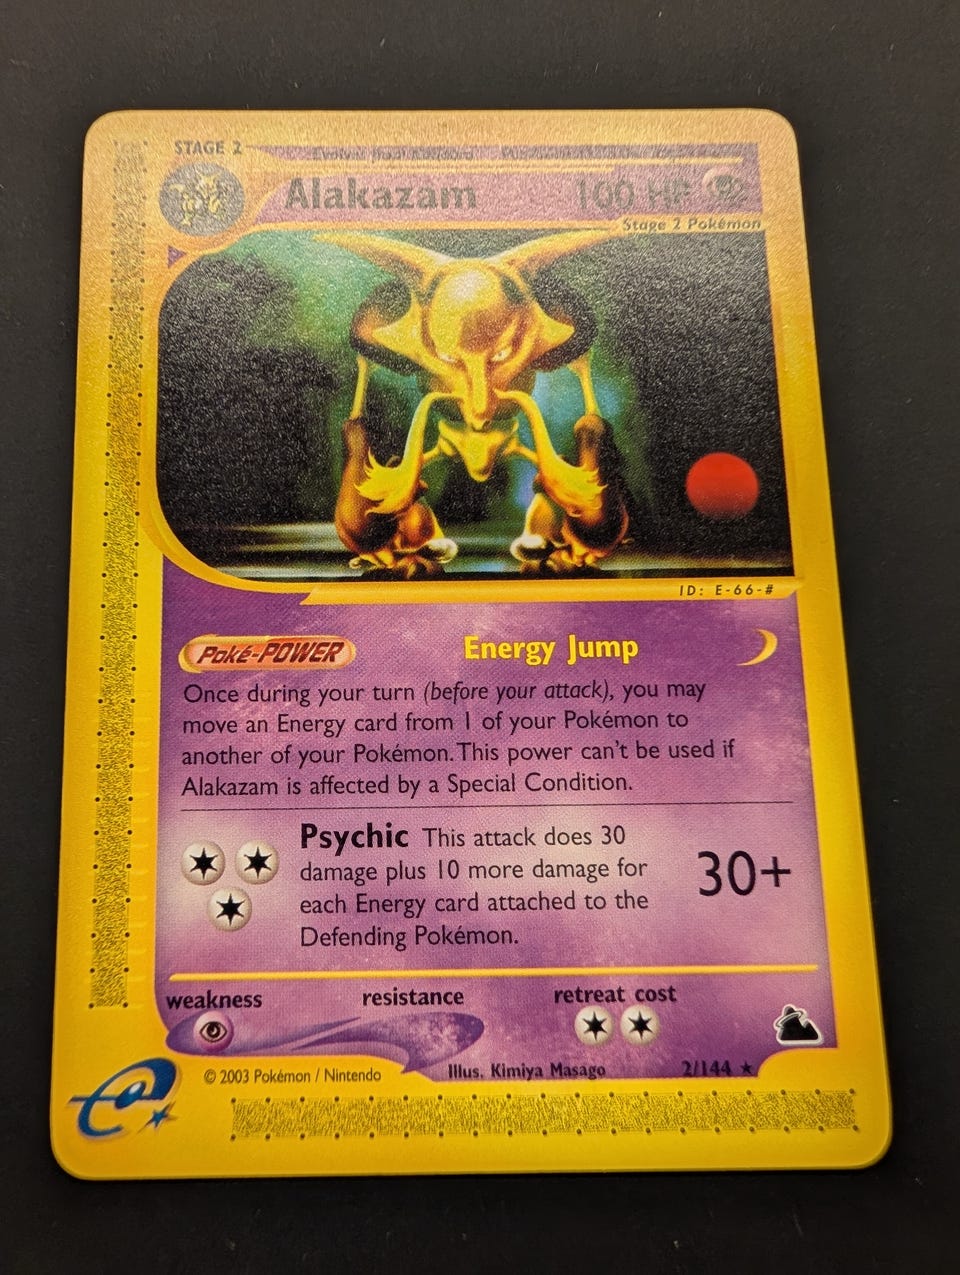 STAGE 2
Alakazam 100 HP
Stage 2 Pokémon
ID: E-66-#
Poké-POWER Energy Jump
Once during your turn (before your attack), you may
move an Energy card from 1 of your Pokémon to
another of your Pokémon. This power can't be used if
Alakazam is affected by a Special Condition.
Psychic This attack does 30
damage plus 10 more damage for
each Energy card attached to the
Defending Pokémon.
30+
weakness resistance retreat cost
© 2003 Pokémon / Nintendo Illus. Kimiya Masago 2/144 ★
e